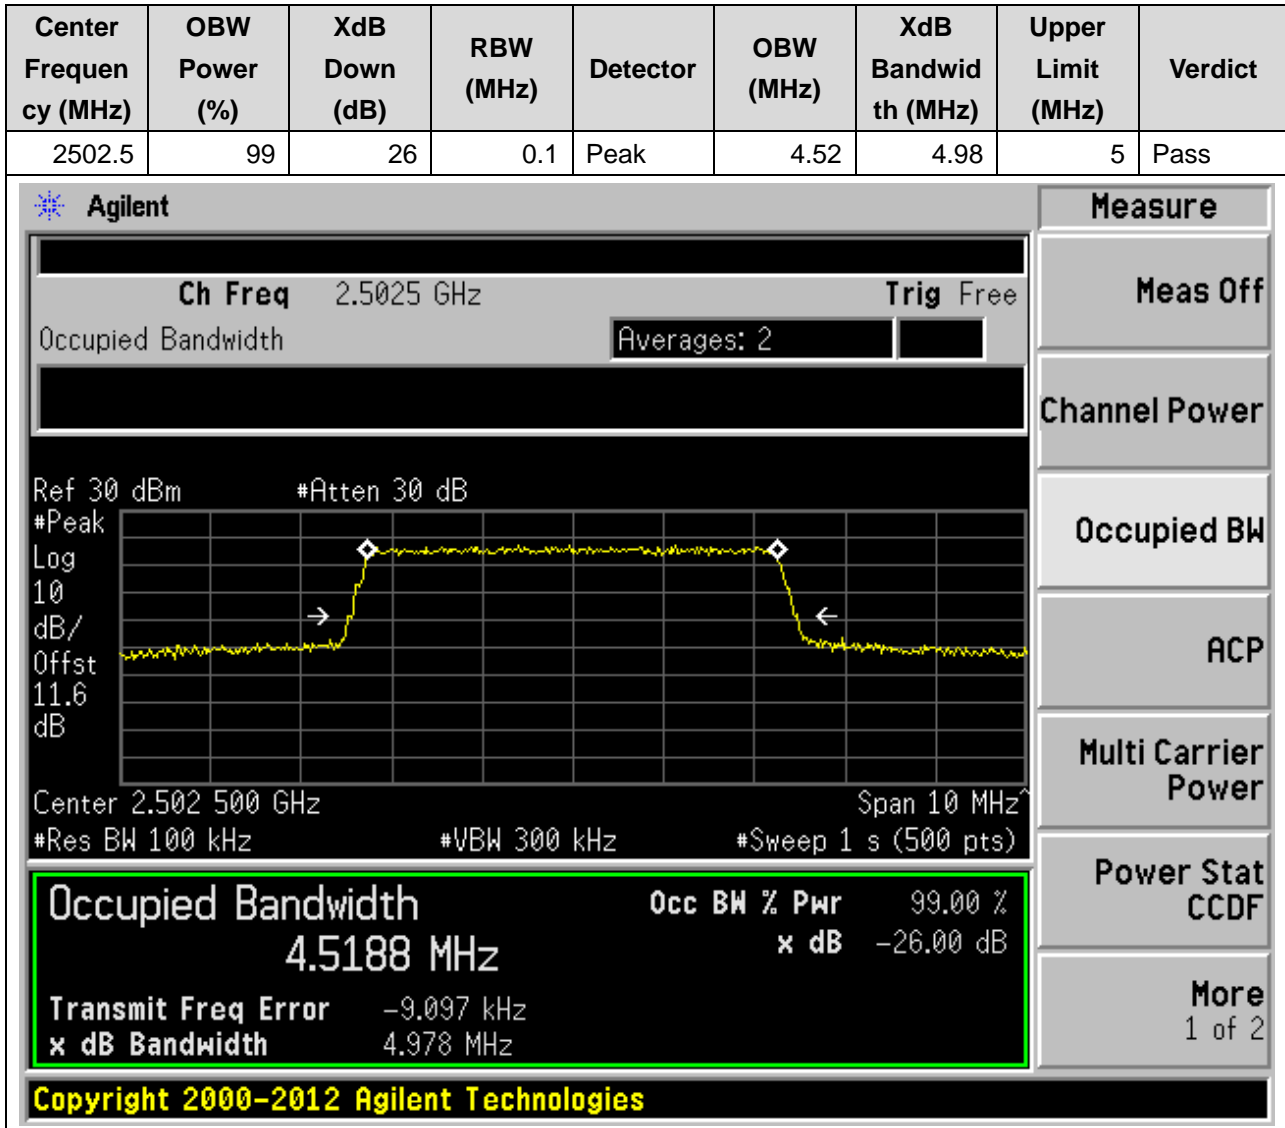 Center Frequen cy (MHz)
OBW Power (%)
XdB Down (dB)
RBW (MHz)
Detector
OBW (MHz)
XdB Bandwid th (MHz)
Upper Limit (MHz)
Verdict
2502.5 99 26 0.1 Peak 4.52 4.98 5 Pass
Agilent
Measure
Ch Freq 2.5025 GHz Trig Free
Occupied Bandwidth Averages: 2
Ref 30 dBm #Atten 30 dB
#Peak
Log
10
dB/
Offst
11.6
dB
Center 2.502 500 GHz Span 10 MHz^
#Res BW 100 kHz #VBW 300 kHz #Sweep 1 s (500 pts)
Occupied Bandwidth
4.5188 MHz
Occ BW % Pwr 99.00 %
x dB -26.00 dB
Transmit Freq Error -9.097 kHz
x dB Bandwidth 4.978 MHz
Meas Off
Channel Power
Occupied BW
ACP
Multi Carrier
Power
Power Stat
CCDF
More
1 of 2
Copyright 2000-2012 Agilent Technologies